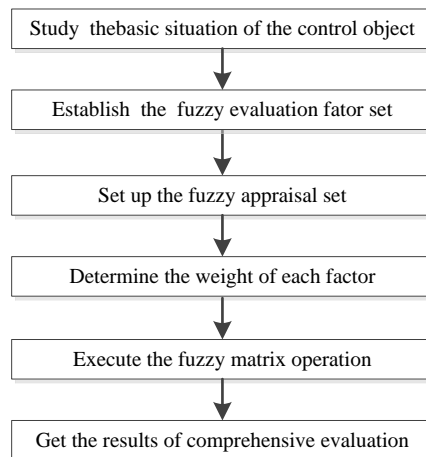 Study thebasic situation of the control object
Establish the fuzzy evaluation fator set
Set up the fuzzy appraisal set
Determine the weight of each factor
Execute the fuzzy matrix operation
Get the results of comprehensive evaluation